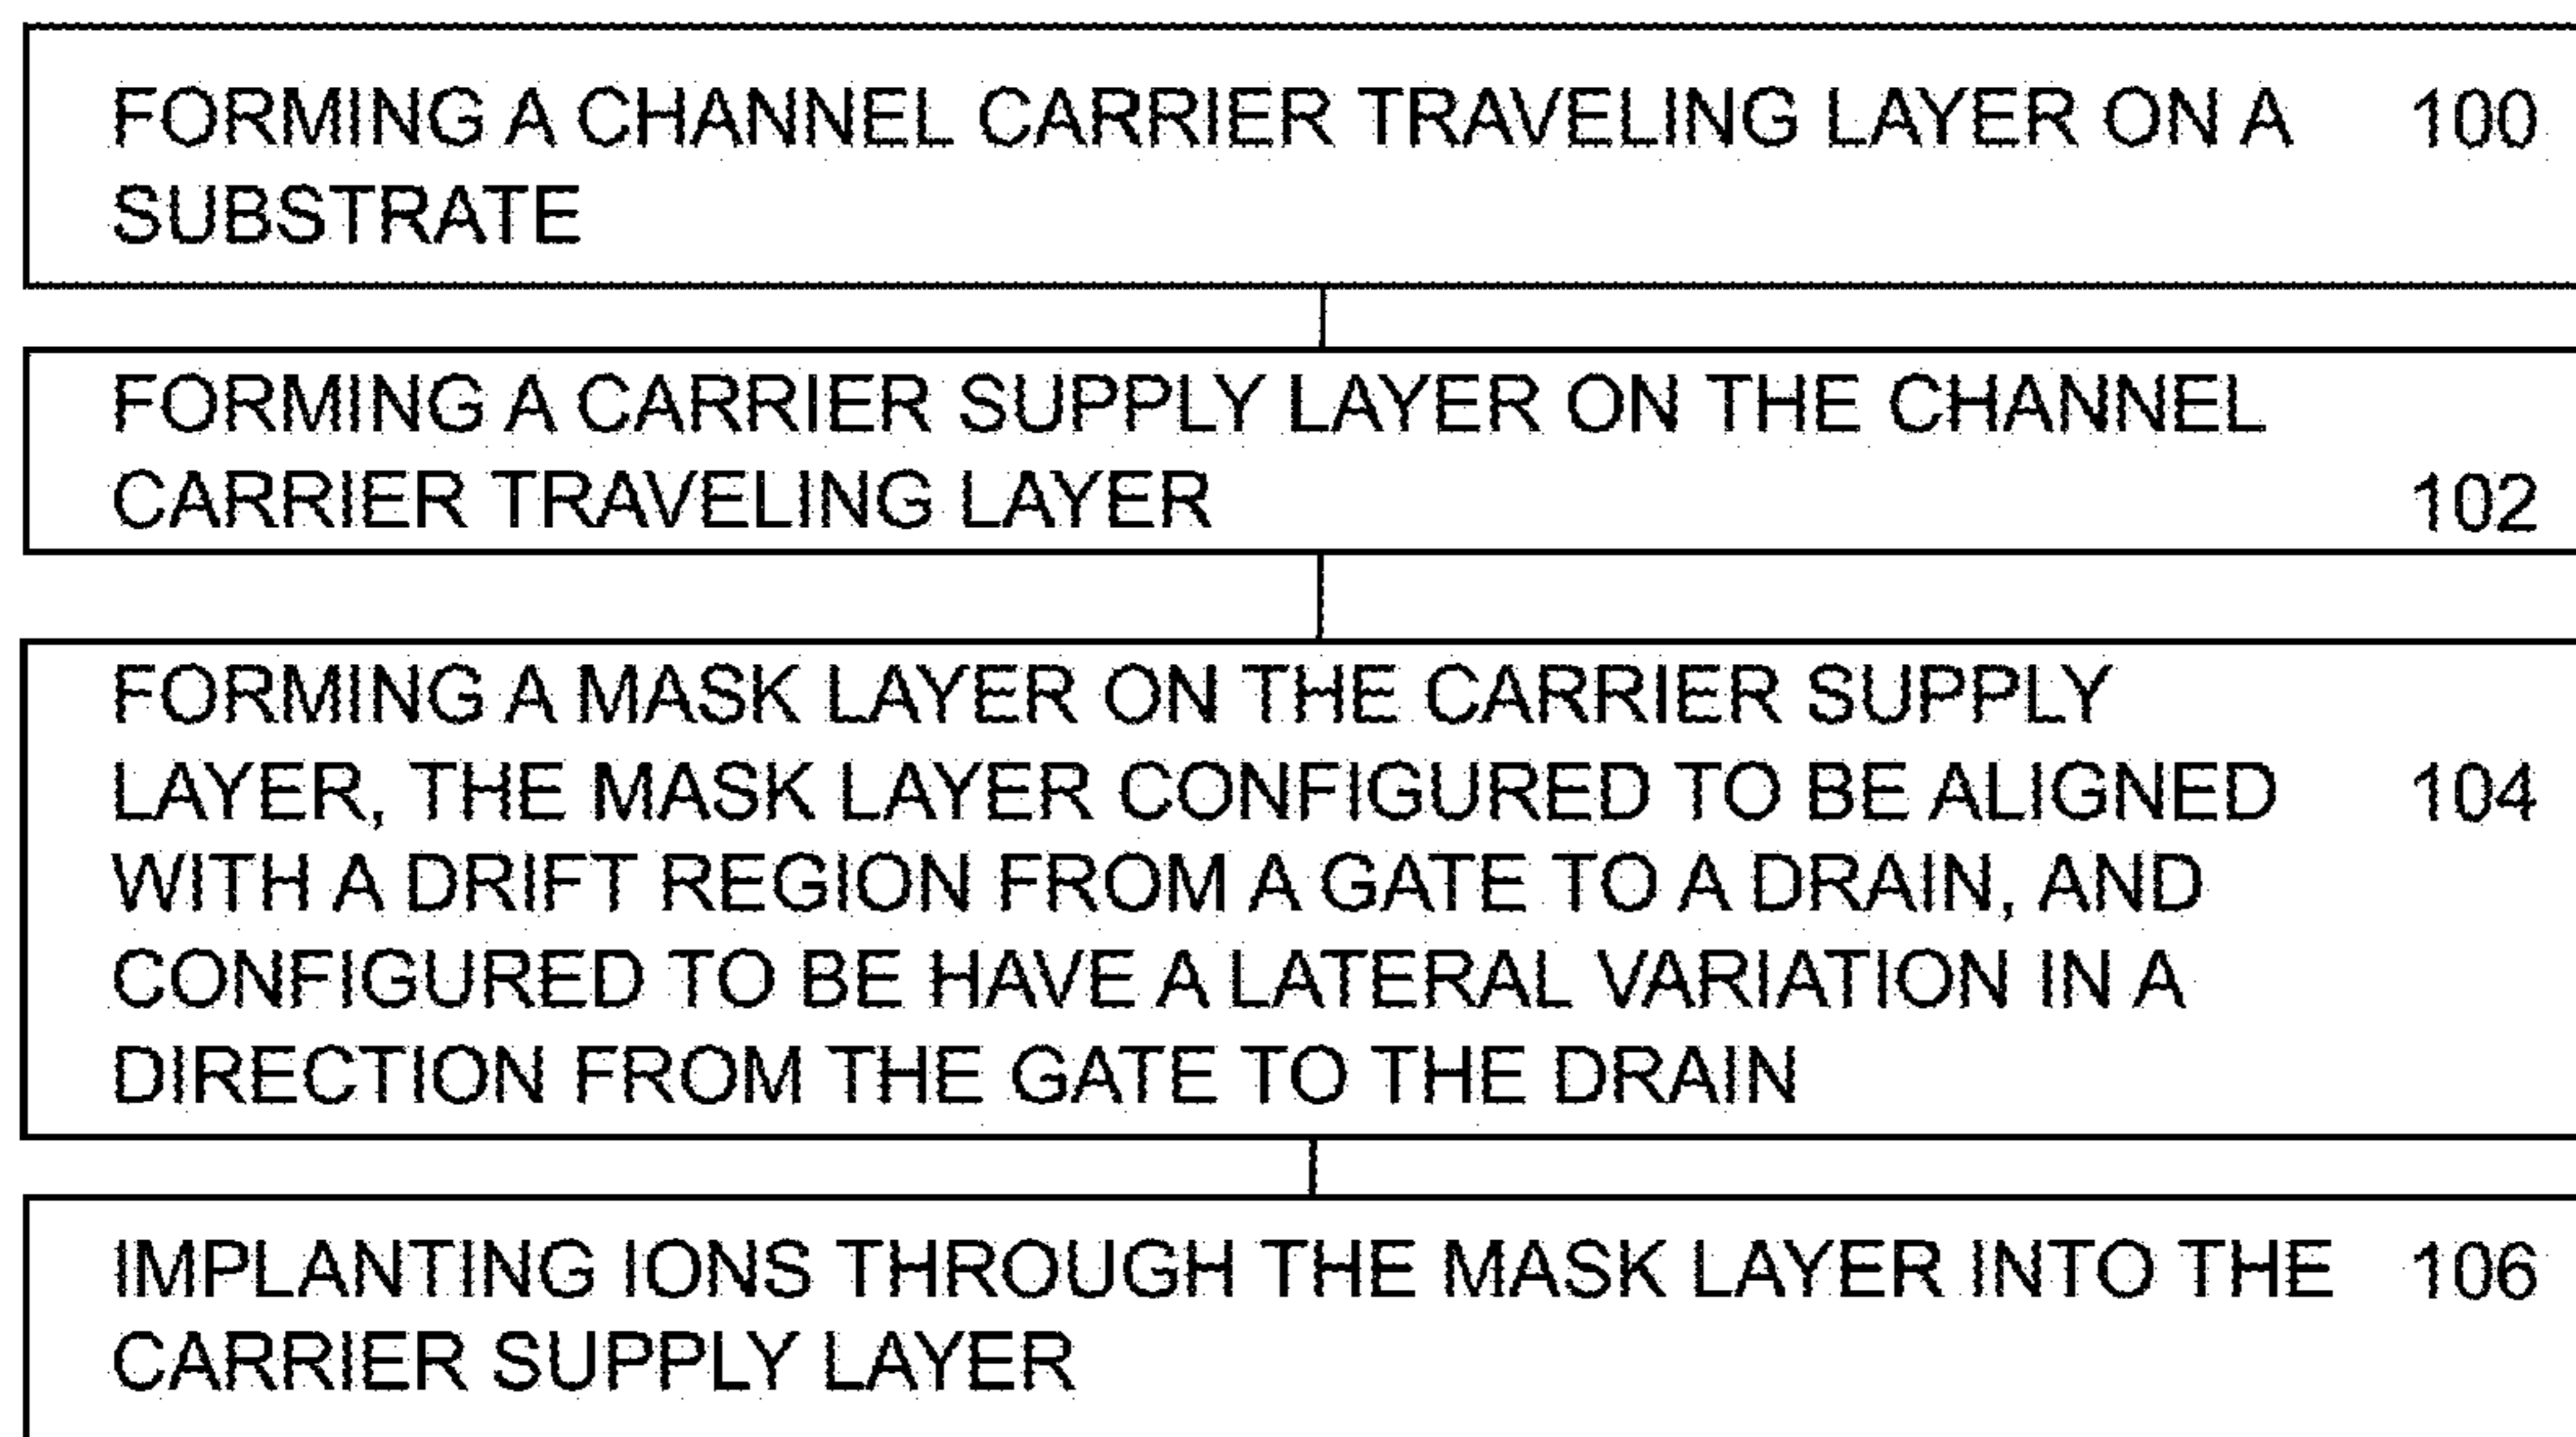 FORMING A CHANNEL CARRIER TRAVELING LAYER ON A 100
SUBSTRATE
FORMING A CARRIER SUPPLY LAYER ON THE CHANNEL
CARRIER TRAVELING LAYER 102
FORMING A MASK LAYER ON THE CARRIER SUPPLY
LAYER, THE MASK LAYER CONFIGURED TO BE ALIGNED 104
WITH A DRIFT REGION FROM A GATE TO A DRAIN, AND
CONFIGURED TO BE HAVE A LATERAL VARIATION IN A
DIRECTION FROM THE GATE TO THE DRAIN
IMPLANTING IONS THROUGH THE MASK LAYER INTO THE 106
CARRIER SUPPLY LAYER